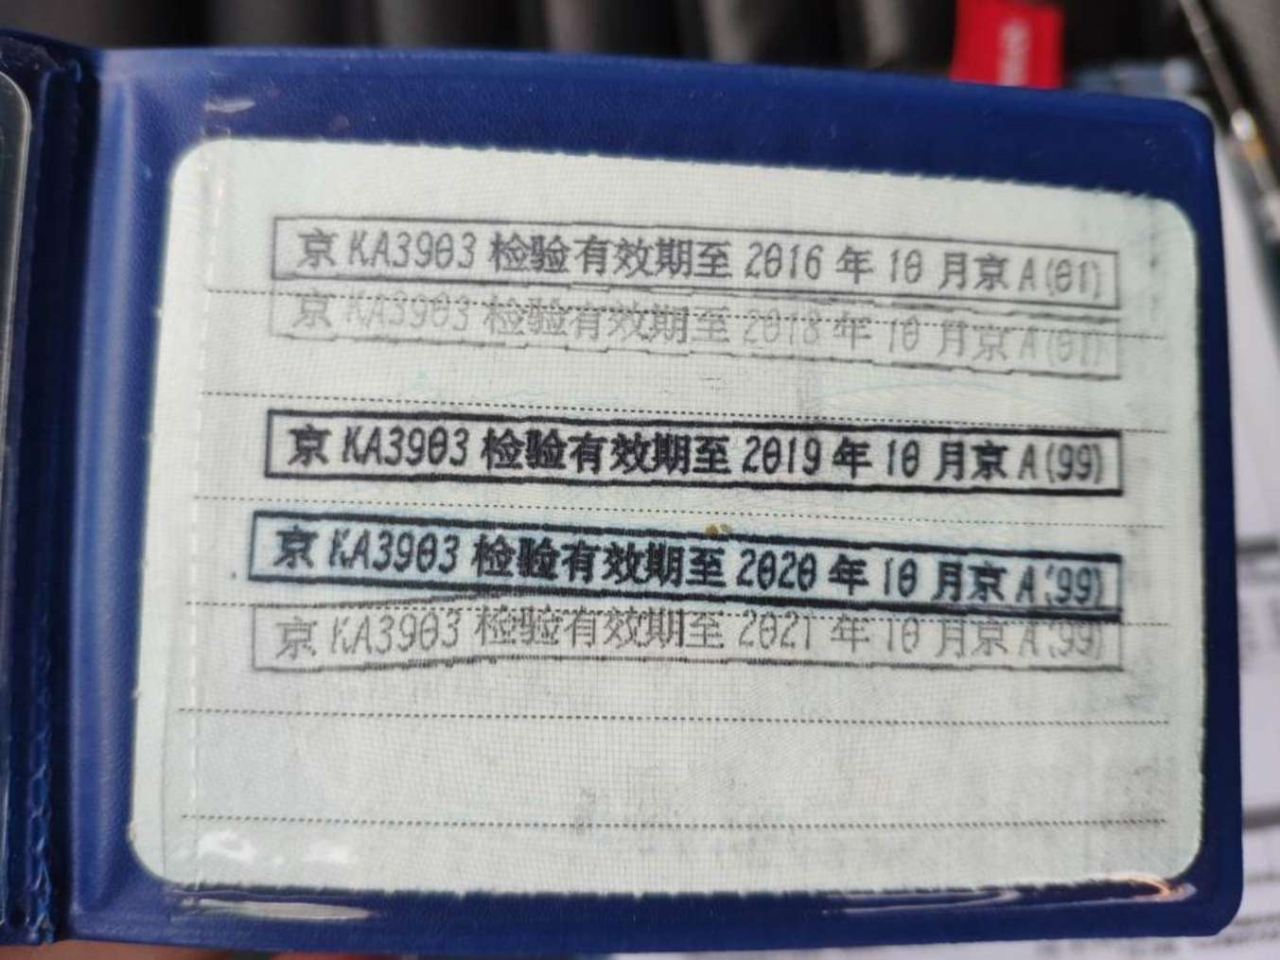 京 KA3903 检验有效期至 2016 年 10 月京 A(01)
京 KA3903 检验有效期至 2018 年 10 月京 A(01)
京 KA3903 检验有效期至 2019 年 10 月京 A(99)
京 KA3903 检验有效期至 2020 年 10 月京 A(99)
京 KA3903 检验有效期至 2021 年 10 月京 A(99)